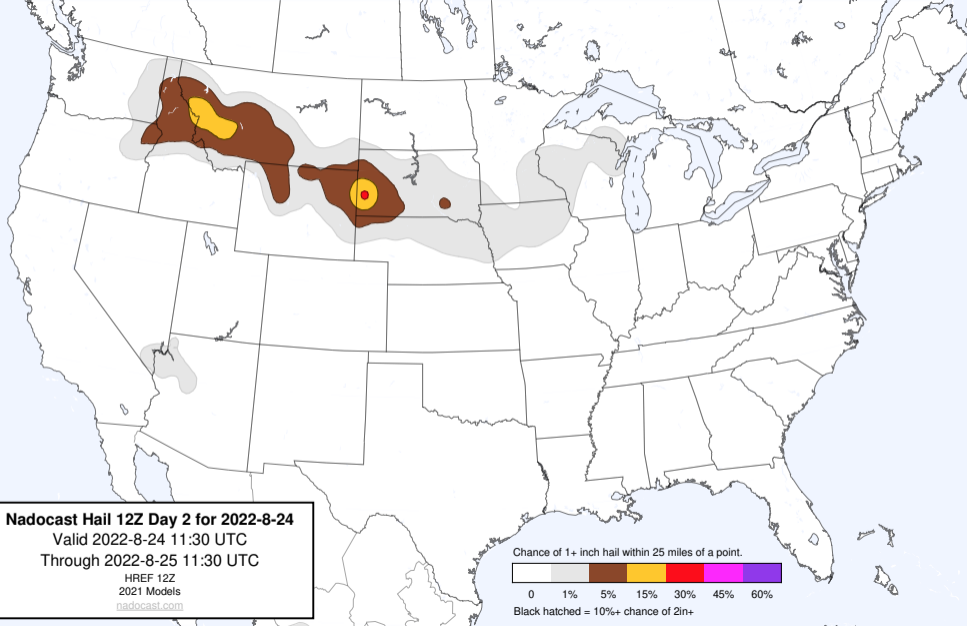 Nadocast Hail 12Z Day 2 for 2022-8-24
Valid 2022-8-24 11:30 UTC
Through 2022-8-25 11:30 UTC
HREF 12Z
2021 Models
nadocast.com
Chance of 1+ inch hail within 25 miles of a point.
0 1% 5% 15% 30% 45% 60%
Black hatched = 10%+ chance of 2in+